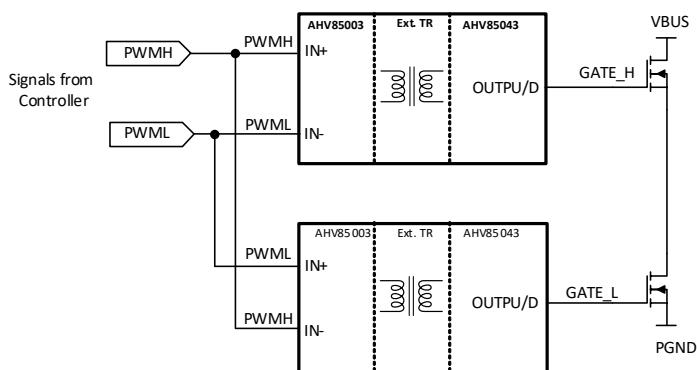 AHV85003 Ext. TR AHV85043
VBUS
PWMH PWMH IN+
Signals from
Controller
GATE_H
OUTPU/D
PWML PWML IN-
AHV85003 Ext. TR AHV85043
PWML
IN+
OUTPU/D GATE_L
PWMH IN-
PGND